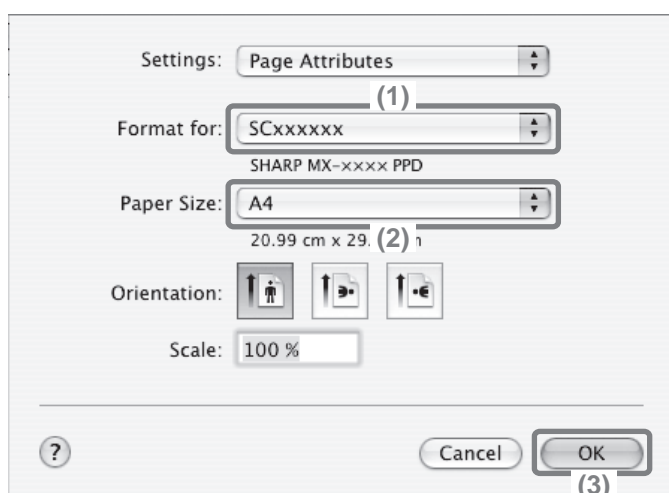 Settings: Page Attributes
(1)
Format for: SCxxxxxx
SHARP MX-×××× PPD
Paper Size: A4
20.99 cm x 29.
(2)
Orientation:
Scale: 100 %
?
Cancel OK
(3)